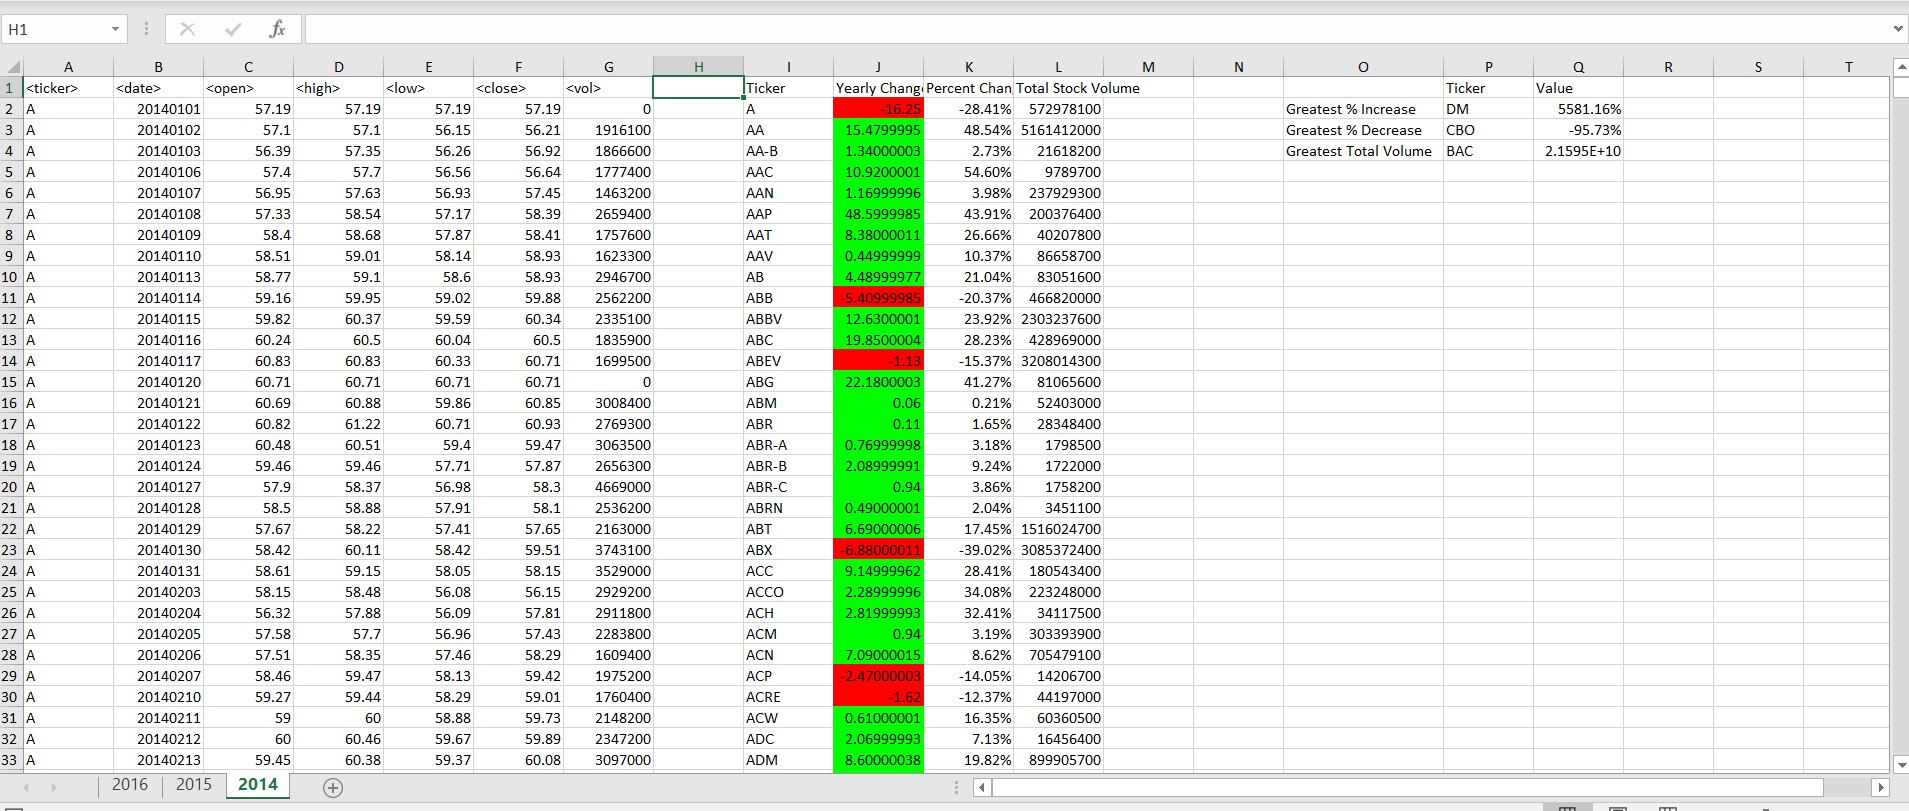 H1 fx
A B C D E F G H I J K L M N O P Q R S T
1 <ticker> <date> <open> <high> <low> <close> <vol> Ticker Yearly Chang Percent Chan Total Stock Volume Ticker Value
2 A 20140101 57.19 57.19 57.19 57.19 0 A -16.25 -28.41% 572978100 Greatest % Increase DM 5581.16%
3 A 20140102 57.1 57.1 56.15 56.21 1916100 AA 15.4799995 48.54% 5161412000 Greatest % Decrease CBO -95.73%
4 A 20140103 56.39 57.35 56.26 56.92 1866600 AA-B 1.34000003 2.73% 21618200 Greatest Total Volume BAC 2.1595E+10
5 A 20140106 57.4 57.7 56.56 56.64 1777400 AAC 10.9200001 54.60% 9789700
6 A 20140107 56.95 57.63 56.93 57.45 1463200 AAN 1.16999996 3.98% 237929300
7 A 20140108 57.33 58.54 57.17 58.39 2659400 AAP 48.5999985 43.91% 200376400
8 A 20140109 58.4 58.68 57.87 58.41 1757600 AAT 8.38000011 26.66% 40207800
9 A 20140110 58.51 59.01 58.14 58.93 1623300 AAV 0.44999999 10.37% 86658700
10 A 20140113 58.77 59.1 58.6 58.93 2946700 AB 4.48999977 21.04% 83051600
11 A 20140114 59.16 59.95 59.02 59.88 2562200 ABB -5.40999985 -20.37% 466820000
12 A 20140115 59.82 60.37 59.59 60.34 2335100 ABBV 12.6300001 23.92% 2303237600
13 A 20140116 60.24 60.5 60.04 60.5 1835900 ABC 19.8500004 28.23% 428969000
14 A 20140117 60.83 60.83 60.33 60.71 1699500 ABEV -1.13 -15.37% 3208014300
15 A 20140120 60.71 60.71 60.71 60.71 0 ABG 22.1800003 41.27% 81065600
16 A 20140121 60.69 60.88 59.86 60.85 3008400 ABM 0.06 0.21% 52403000
17 A 20140122 60.82 61.22 60.71 60.93 2769300 ABR 0.11 1.65% 28348400
18 A 20140123 60.48 60.51 59.4 59.47 3063500 ABR-A 0.76999998 3.18% 1798500
19 A 20140124 59.46 59.46 57.71 57.87 2656300 ABR-B 2.08999991 9.24% 1722000
20 A 20140127 57.9 58.37 56.98 58.3 4669000 ABR-C 0.94 3.86% 1758200
21 A 20140128 58.5 58.88 57.91 58.1 2536200 ABRN 0.49000001 2.04% 3451100
22 A 20140129 57.67 58.22 57.41 57.65 2163000 ABT 6.69000006 17.45% 1516024700
23 A 20140130 58.42 60.11 58.42 59.51 3743100 ABX -6.88000011 -39.02% 3085372400
24 A 20140131 58.61 59.15 58.05 58.15 3529000 ACC 9.14999962 28.41% 180543400
25 A 20140203 58.15 58.48 56.08 56.15 2929200 ACCO 2.28999996 34.08% 223248000
26 A 20140204 56.32 57.88 56.09 57.81 2911800 ACH 2.81999993 32.41% 34117500
27 A 20140205 57.58 57.7 56.96 57.43 2283800 ACM 0.94 3.19% 303393900
28 A 20140206 57.51 58.35 57.46 58.29 1609400 ACN 7.09000015 8.62% 705479100
29 A 20140207 58.46 59.47 58.13 59.42 1975200 ACP -2.47000003 -14.05% 14206700
30 A 20140210 59.27 59.44 58.29 59.01 1760400 ACRE -1.62 -12.37% 44197000
31 A 20140211 59 60 58.88 59.73 2148200 ACW 0.61000001 16.35% 60360500
32 A 20140212 60 60.46 59.67 59.89 2347200 ADC 2.06999993 7.13% 16456400
33 A 20140213 59.45 60.38 59.37 60.08 3097000 ADM 8.60000038 19.82% 899905700
2016 2015 2014